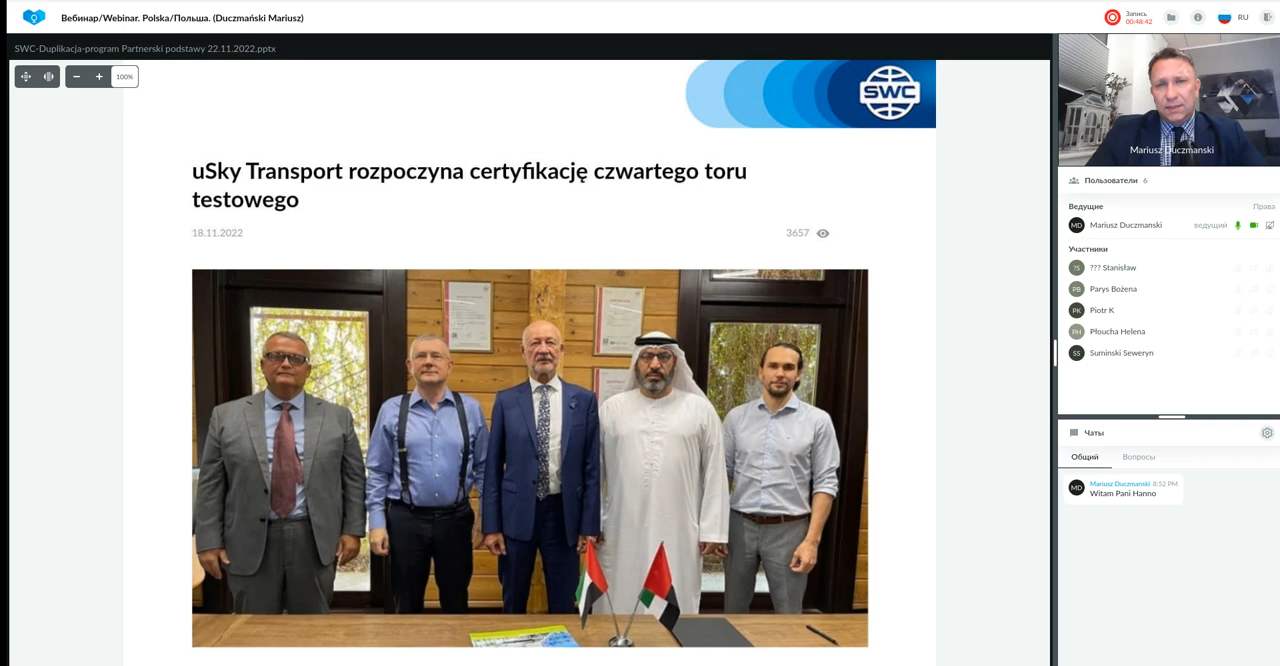 Вебинар/Webinar. Polska/Польша. (Duczmański Mariusz)
Запись
00:48:42
RU
SWC-Duplikacja-program Partnerski podstawy 22.11.2022.pptx
100%
SWC
uSky Transport rozpoczyna certyfikację czwartego toru
testowego
18.11.2022
3657
Mariusz Duczmanski
Пользователи 6
Ведущие
Права
MD Mariusz Duczmanski ведущий
Участники
?S ??? Stanisław
PB Parys Bożena
PK Piotr K
PH Płoucha Helena
SS Suminski Seweryn
Чаты
Общий
Вопросы
MD Mariusz Duczmanski 8:52 PM
Witam Pani Hanno